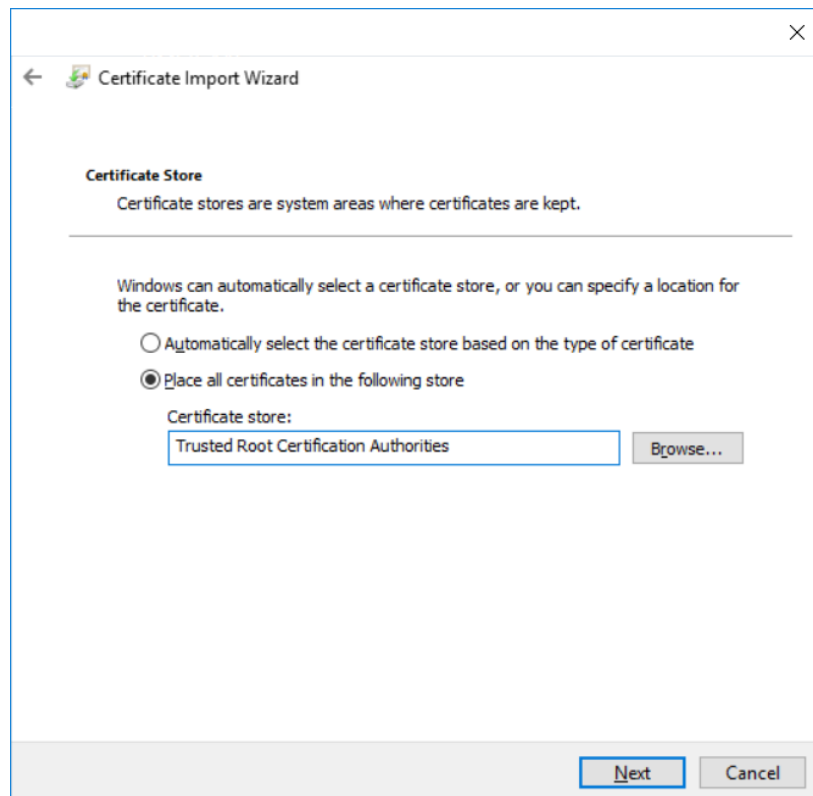 Certificate Import Wizard
Certificate Store
Certificate stores are system areas where certificates are kept.
Windows can automatically select a certificate store, or you can specify a location for
the certificate.
Automatically select the certificate store based on the type of certificate
Place all certificates in the following store
Certificate store:
Trusted Root Certification Authorities
Browse...
Next
Cancel